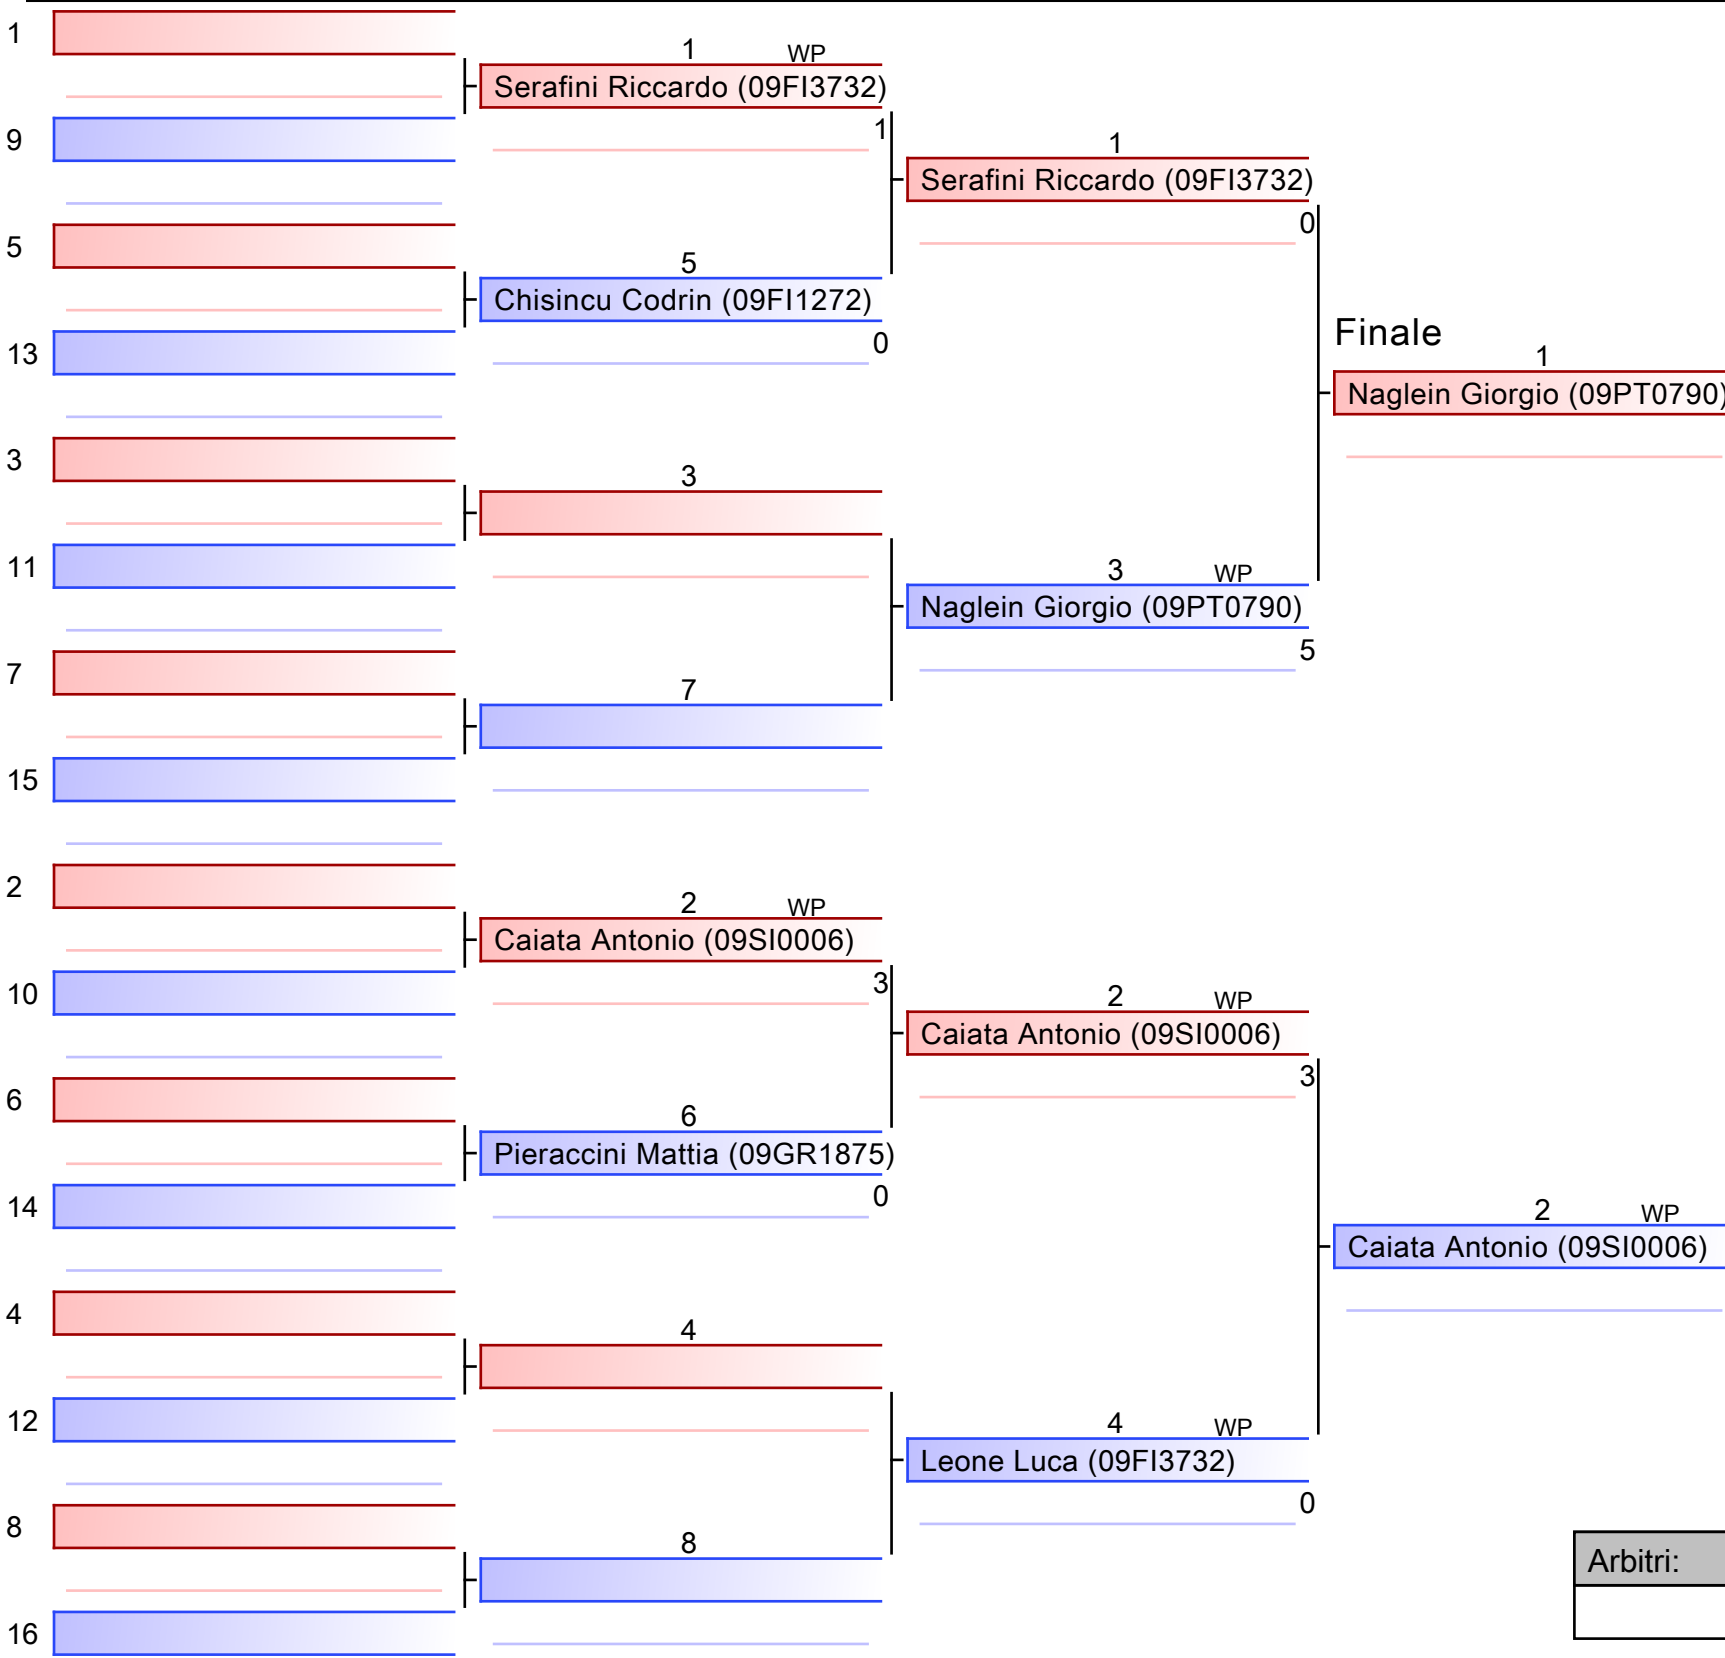 1
1 WP
Serafini Riccardo (09FI3732)
1
9
1
Serafini Riccardo (09FI3732)
0
5
5
Chisincu Codrin (09FI1272)
0
13
Finale
1
Naglein Giorgio (09PT0790)
3
3
11
3 WP
Naglein Giorgio (09PT0790)
5
7
7
15
2
2 WP
Caiata Antonio (09SI0006)
3
10
2 WP
Caiata Antonio (09SI0006)
3
6
6
Pieraccini Mattia (09GR1875)
0
14
2 WP
Caiata Antonio (09SI0006)
4
4
12
4 WP
Leone Luca (09FI3732)
0
8
8
Arbitri:
16